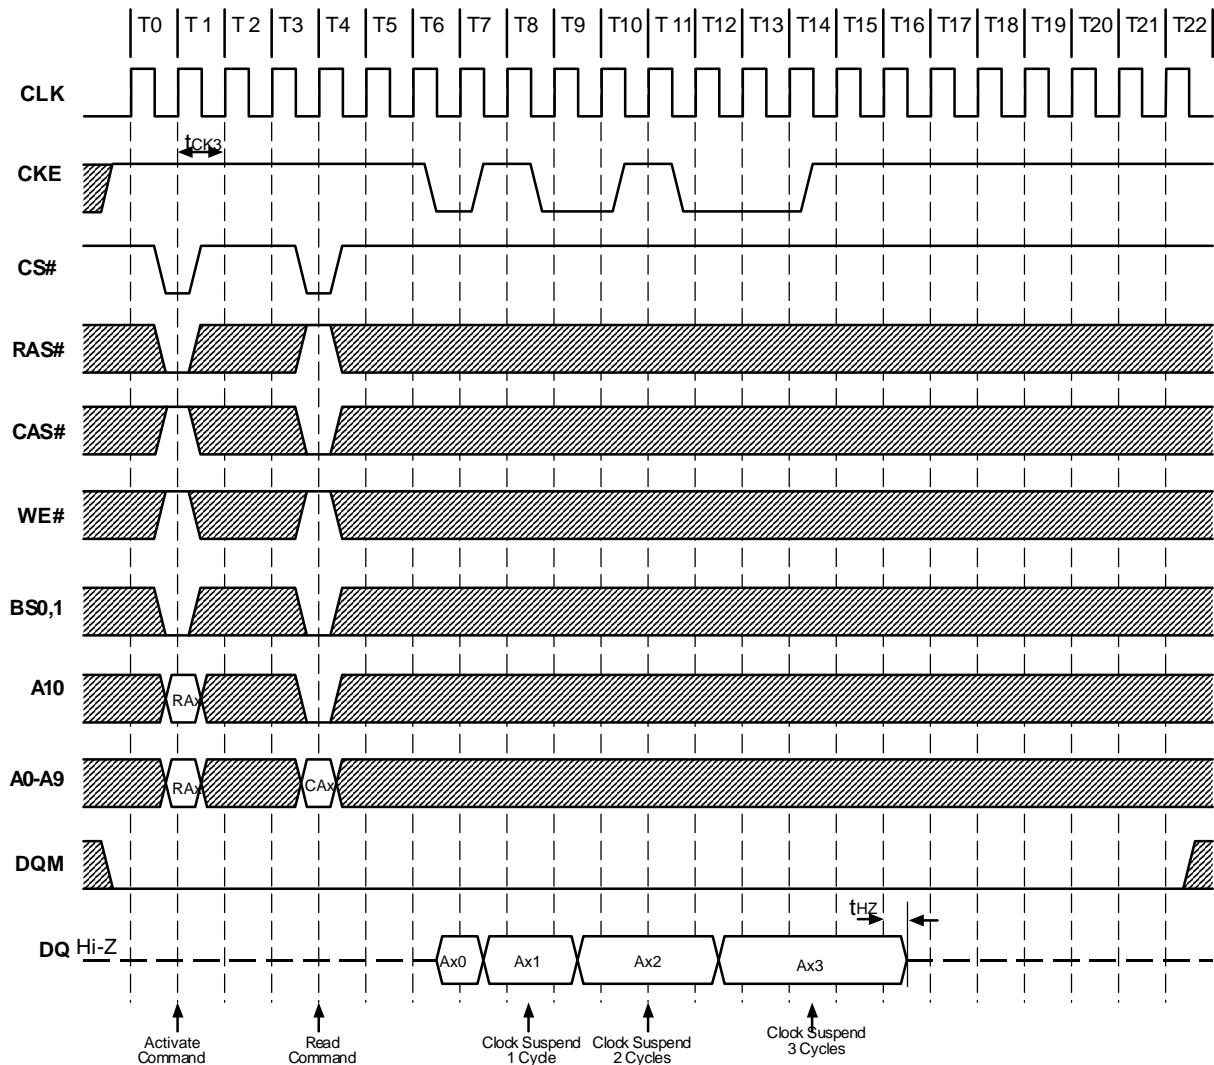 T0 T 1 T 2 T3 T4 T5 T6 T7 T8 T9 T10 T 11 T12 T13 T14 T15 T16 T17 T18 T19 T20 T21 T22
CLK
tCK3
CKE
CS#
RAS#
CAS#
WE#
BS0,1
A10
RAx
A0-A9
RAx CAx
DQM
tHZ
DQ Hi-Z
Ax0 Ax1 Ax2 Ax3
Activate
Command
Read
Command
Clock Suspend
1 Cycle
Clock Suspend
2 Cycles
Clock Suspend
3 Cycles